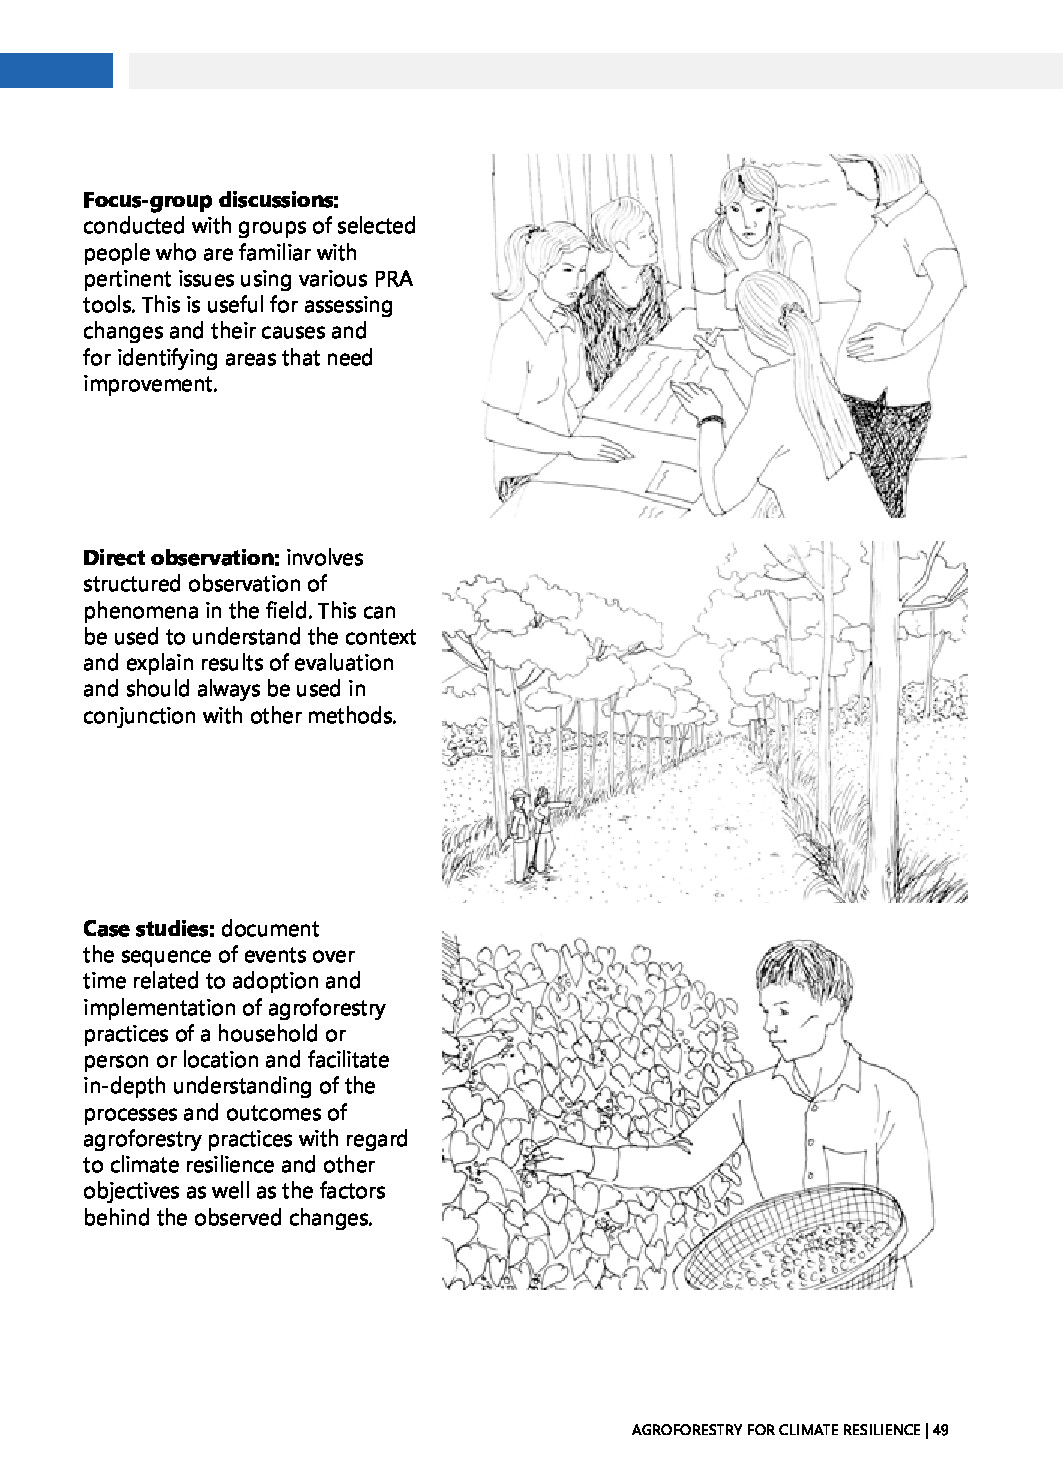 Focus-group discussions:
conducted with groups of selected
people who are familiar with
pertinent issues using various PRA
tools. This is useful for assessing
changes and their causes and
for identifying areas that need
improvement.
Direct observation: involves
structured observation of
phenomena in the field. This can
be used to understand the context
and explain results of evaluation
and should always be used in
conjunction with other methods.
Case studies: document
the sequence of events over
time related to adoption and
implementation of agroforestry
practices of a household or
person or location and facilitate
in-depth understanding of the
processes and outcomes of
agroforestry practices with regard
to climate resilience and other
objectives as well as the factors
behind the observed changes.
AGROFORESTRY FOR CLIMATE RESILIENCE | 49